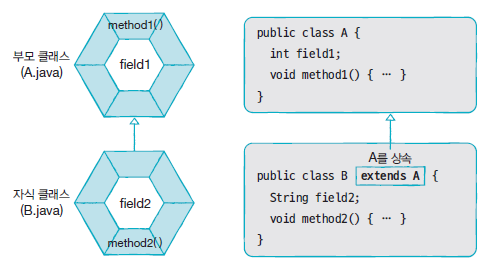 부모 클래스
(A.java)
method1()
field1
public class A {
int field1;
void method1() { ⋯ }
}
자식 클래스
(B.java)
field2
method2()
A를 상속
public class B extends A {
String field2;
void method2() { ⋯ }
}